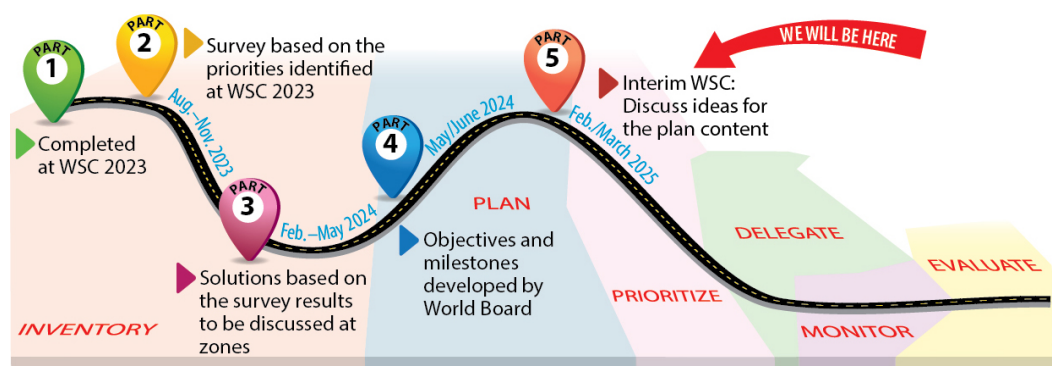 PART
1
Completed
at WSC 2023
PART
2
Survey based on the
priorities identified
at WSC 2023
Aug.–Nov. 2023
PART
3
Solutions based on
the survey results
to be discussed at
zones
Feb.–May 2024
INVENTORY
PART
4
Objectives and
milestones
developed by
World Board
May/June 2024
PLAN
PART
5
Interim WSC:
Discuss ideas for
the plan content
WE WILL BE HERE
Feb./March 2025
PRIORITIZE
DELEGATE
MONITOR
EVALUATE